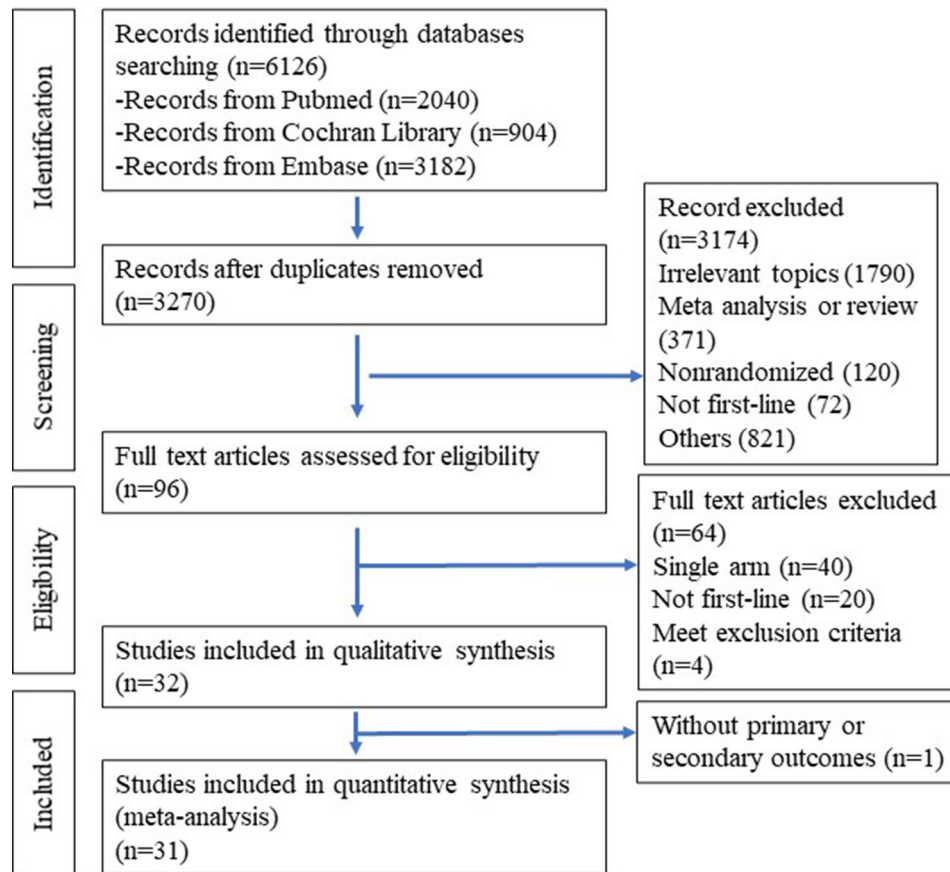 Identification
Records identified through databases
searching (n=6126)
-Records from Pubmed (n=2040)
-Records from Cochran Library (n=904)
-Records from Embase (n=3182)
Records after duplicates removed
(n=3270)
Screening
Record excluded
(n=3174)
Irrelevant topics (1790)
Meta analysis or review
(371)
Nonrandomized (120)
Not first-line (72)
Others (821)
Full text articles assessed for eligibility
(n=96)
Eligibility
Full text articles excluded
(n=64)
Single arm (n=40)
Not first-line (n=20)
Meet exclusion criteria
(n=4)
Studies included in qualitative synthesis
(n=32)
Included
Without primary or
secondary outcomes (n=1)
Studies included in quantitative synthesis
(meta-analysis)
(n=31)